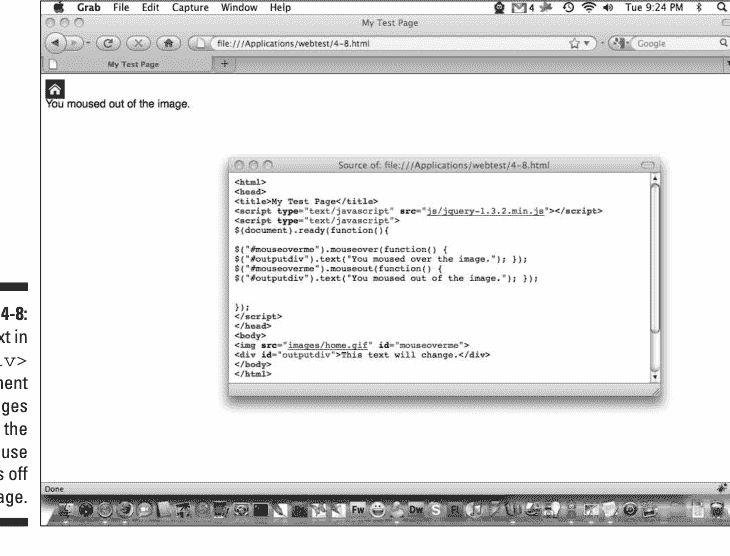 Grab File Edit Capture Window Help 4 Tue 9:24 PM
My Test Page
file:///Applications/webtest/4-8.html Google
My Test Page +
You moused out of the image.
Source of: file:///Applications/webtest/4-8.html
<html>
<head>
<title>My Test Page</title>
<script type="text/javascript" src="js/jquery-1.3.2.min.js"></script>
<script type="text/javascript">
$(document).ready(function(){
$("#mouseoverme").mouseover(function() {
$("#outputdiv").text("You moused over the image."); });
$("#mouseoverme").mouseout(function() {
$("#outputdiv").text("You moused out of the image."); });
});
</script>
</head>
<body>
<img src="images/home.gif" id="mouseoverme">
<div id="outputdiv">This text will change.</div>
</body>
</html>
4-8:
xt in
iv>
nent
ges
the
use
s off
age.
Done
Fw Dw S Fl